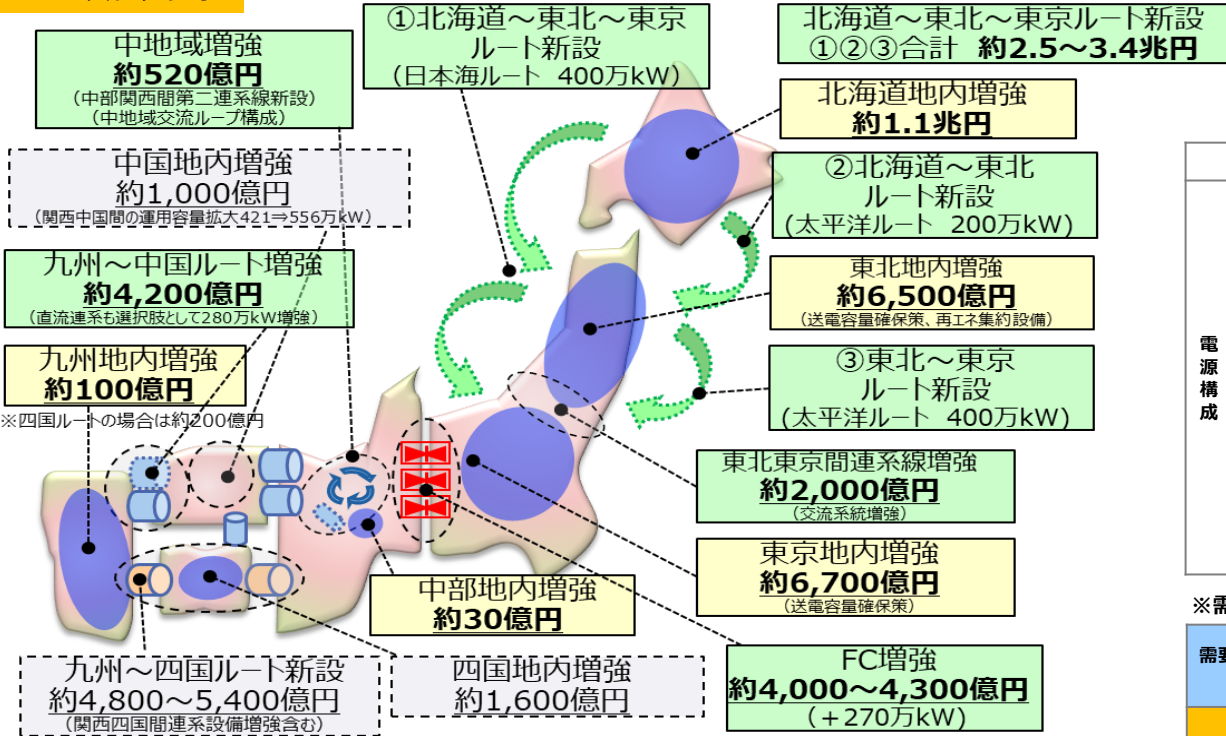 中地域増強
約520億円
(中部関西間第二連系線新設)
(中地域交流ループ構成)
①北海道～東北～東京
ルート新設
(日本海ルート 400万kW)
北海道～東北～東京ルート新設
①②③合計 約2.5～3.4兆円
北海道地内増強
約1.1兆円
中国地内増強
約1,000億円
(関西中国間の運用容量拡大421⇒556万kW)
②北海道～東北
ルート新設
(太平洋ルート 200万kW)
九州～中国ルート増強
約4,200億円
(直流連系も選択肢として280万kW増強)
東北地内増強
約6,500億円
(送電容量確保策、再エネ集約設備)
九州地内増強
約100億円
※四国ルートの場合は約200億円
③東北～東京
ルート新設
(太平洋ルート 400万kW)
東北東京間連系線増強
約2,000億円
(交流系統増強)
東京地内増強
約6,700億円
(送電容量確保策)
中部地内増強
約30億円
九州～四国ルート新設
約4,800～5,400億円
(関西四国間連系設備増強含む)
四国地内増強
約1,600億円
FC増強
約4,000～4,300億円
(＋270万kW)
電
源
構
成
※需
需要